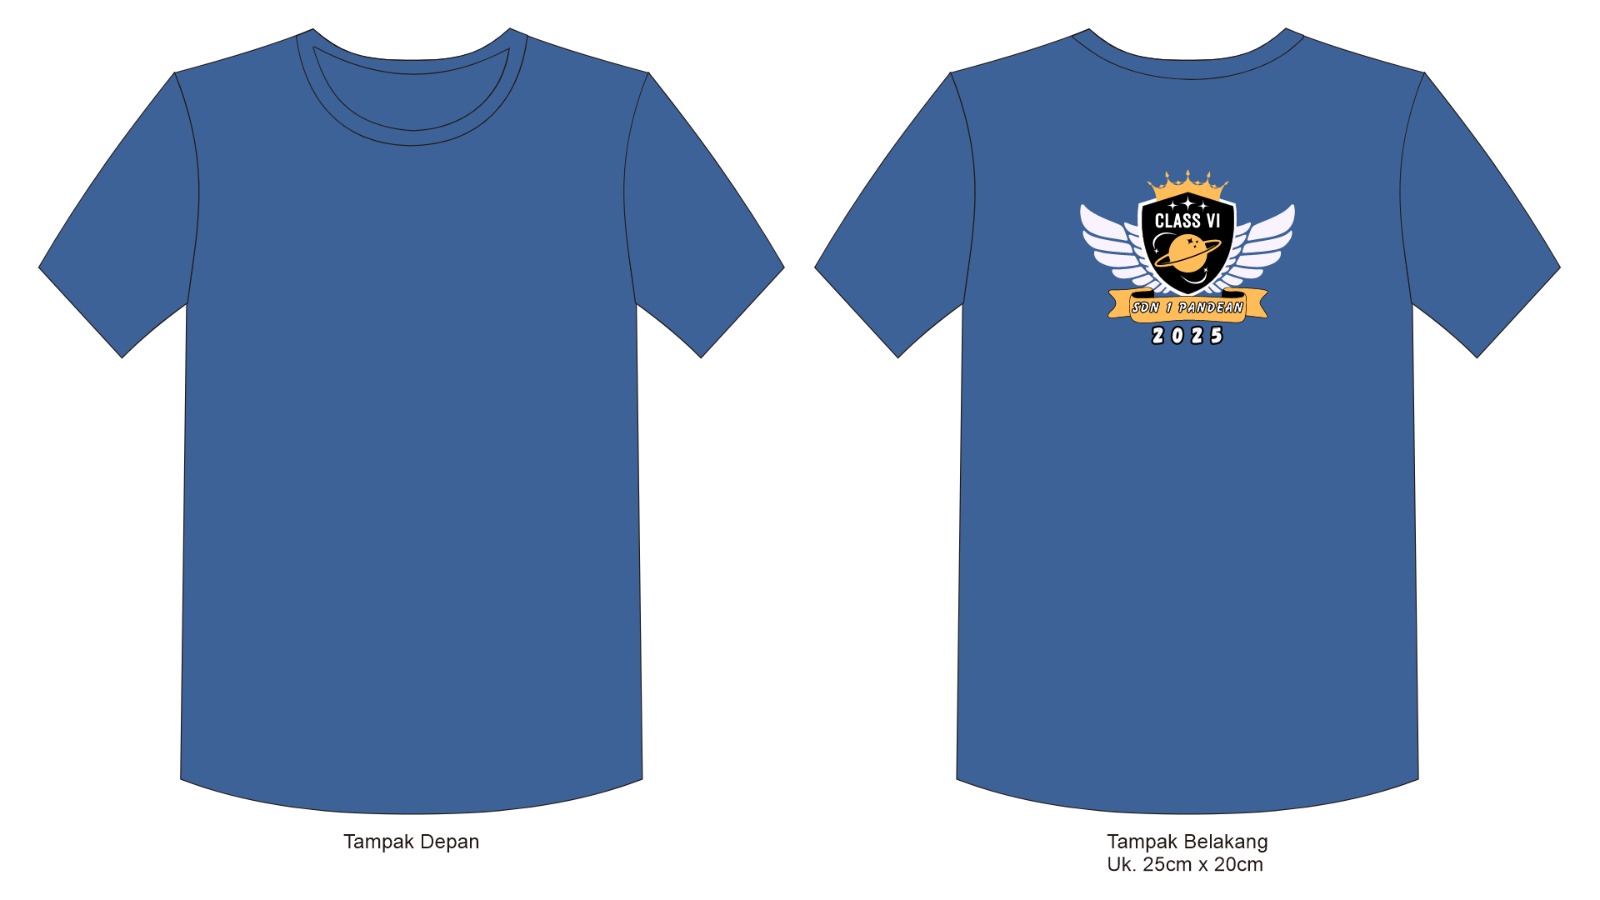 CLASS VI
SDN 1 PANDEAN
2025
Tampak Depan
Tampak Belakang
Uk. 25cm x 20cm